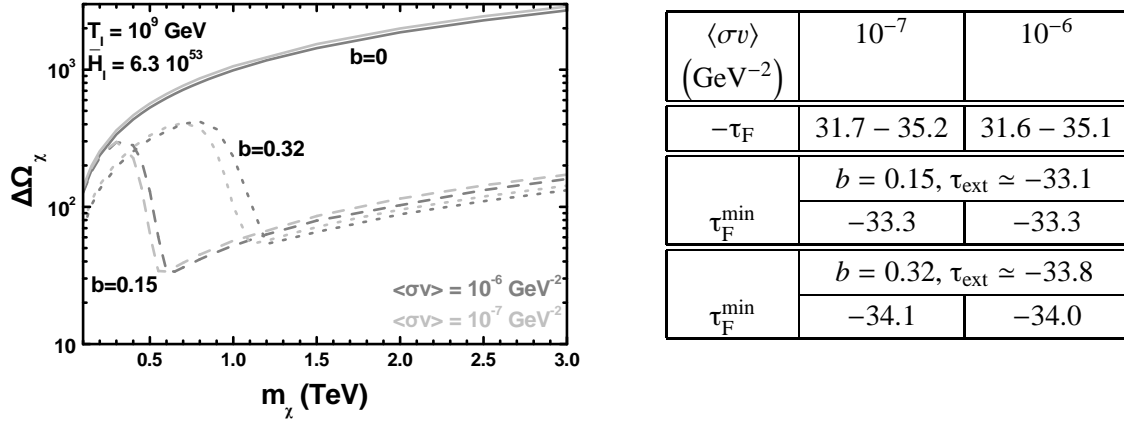 T_I = 10^9 GeV
H̄_I = 6.3 10^53
b=0
b=0.32
b=0.15
<σv> = 10^-6 GeV^-2
<σv> = 10^-7 GeV^-2
ΔΩ_χ
10^3
10^2
10
0.5 1.0 1.5 2.0 2.5 3.0
m_χ (TeV)
⟨σv⟩ 10^−7 10^−6
(GeV^−2)
−τ_F 31.7 − 35.2 31.6 − 35.1
b = 0.15, τ_ext ≃ −33.1
τ_F^min −33.3 −33.3
b = 0.32, τ_ext ≃ −33.8
τ_F^min −34.1 −34.0